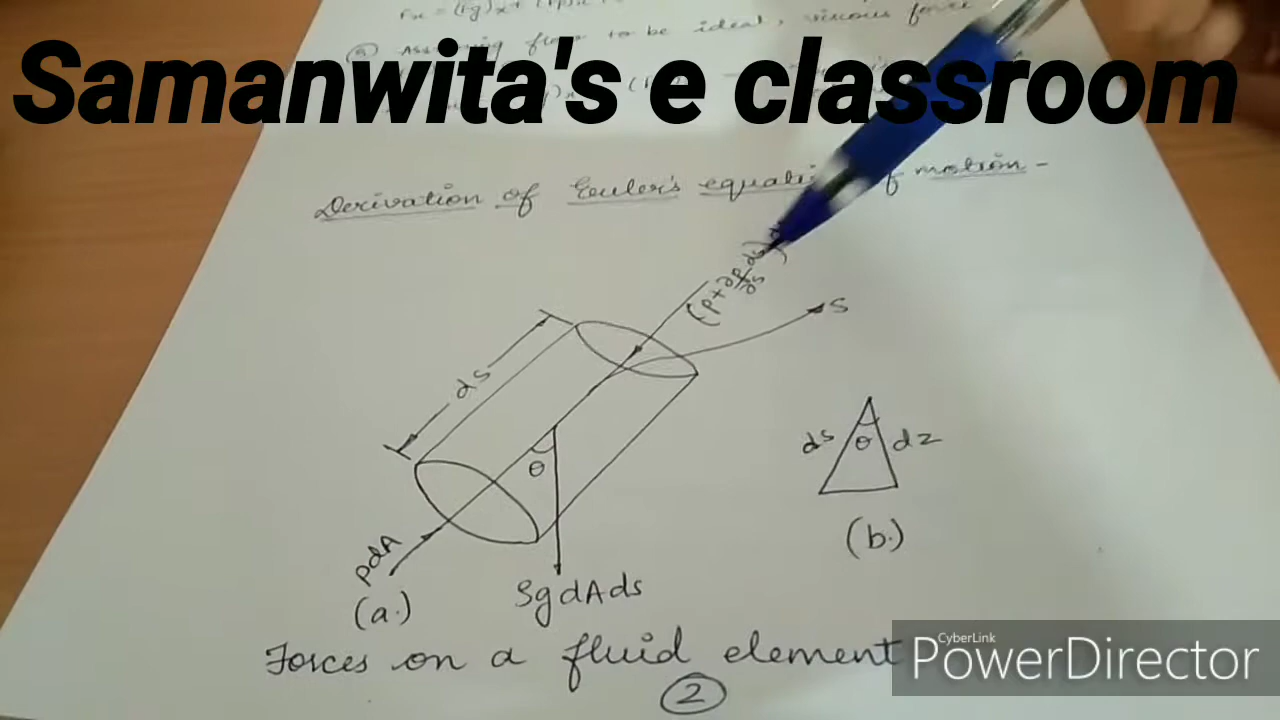 Samanwita's e classroom
Assuming flow to be ideal, viscous force
Derivation of Euler's equation of motion -
(p+∂p/∂s ds)
S
ds
θ
ds θ dz
(b.)
pdA
ρgdAds
(a.)
Forces on a fluid element
2
CyberLink
PowerDirector